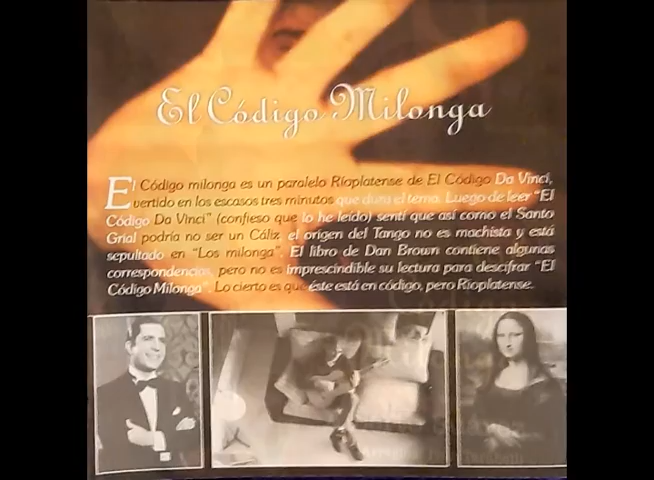 El Código Milonga
El Código milonga es un paralelo Rioplatense de El Código Da Vinci,
vertido en los escasos tres minutos que dura el tema. Luego de leer “El
Código Da Vinci” (confieso que lo he leído) sentí que así como el Santo
Grial podría no ser un Cáliz el origen del Tango no es machista y está
sepultado en “Los milonga”. El libro de Dan Brown contiene algunas
correspondencias, pero no es imprescindible su lectura para descifrar “El
Código Milonga”. Lo cierto es que éste está en código, pero Rioplatense.